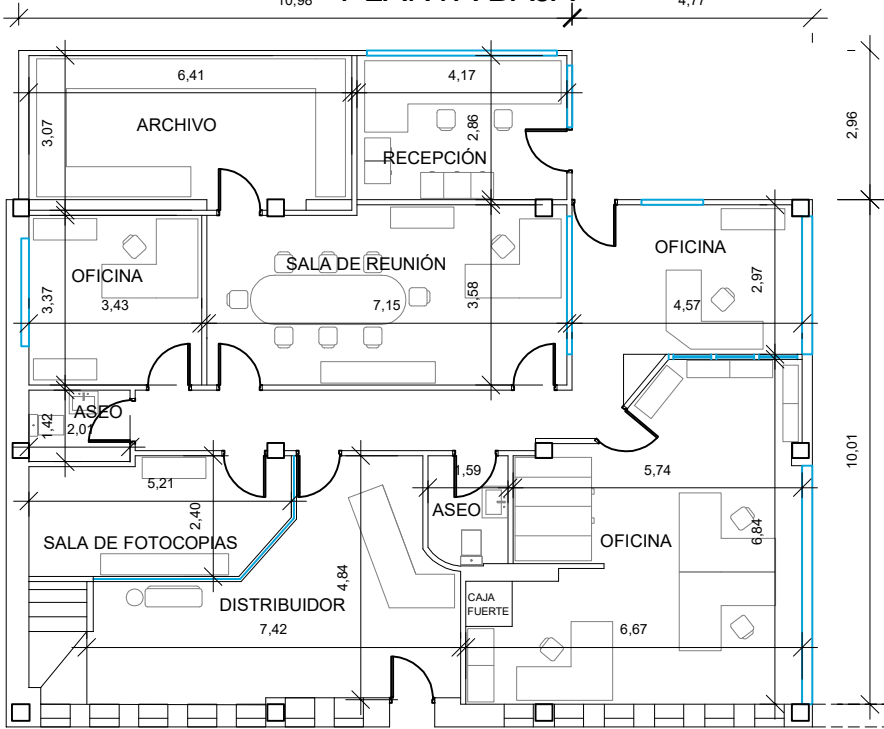 10,98
PLANTA BAJA
4,77
6,41
4,17
3,07
ARCHIVO
2,86
RECEPCIÓN
2,96
OFICINA
3,37
3,43
SALA DE REUNIÓN
7,15
3,58
OFICINA
2,97
4,57
ASEO
1,42
2,01
5,21
2,40
SALA DE FOTOCOPIAS
1,59
ASEO
5,74
OFICINA
6,84
10,01
4,84
DISTRIBUIDOR
7,42
CAJA
FUERTE
6,67